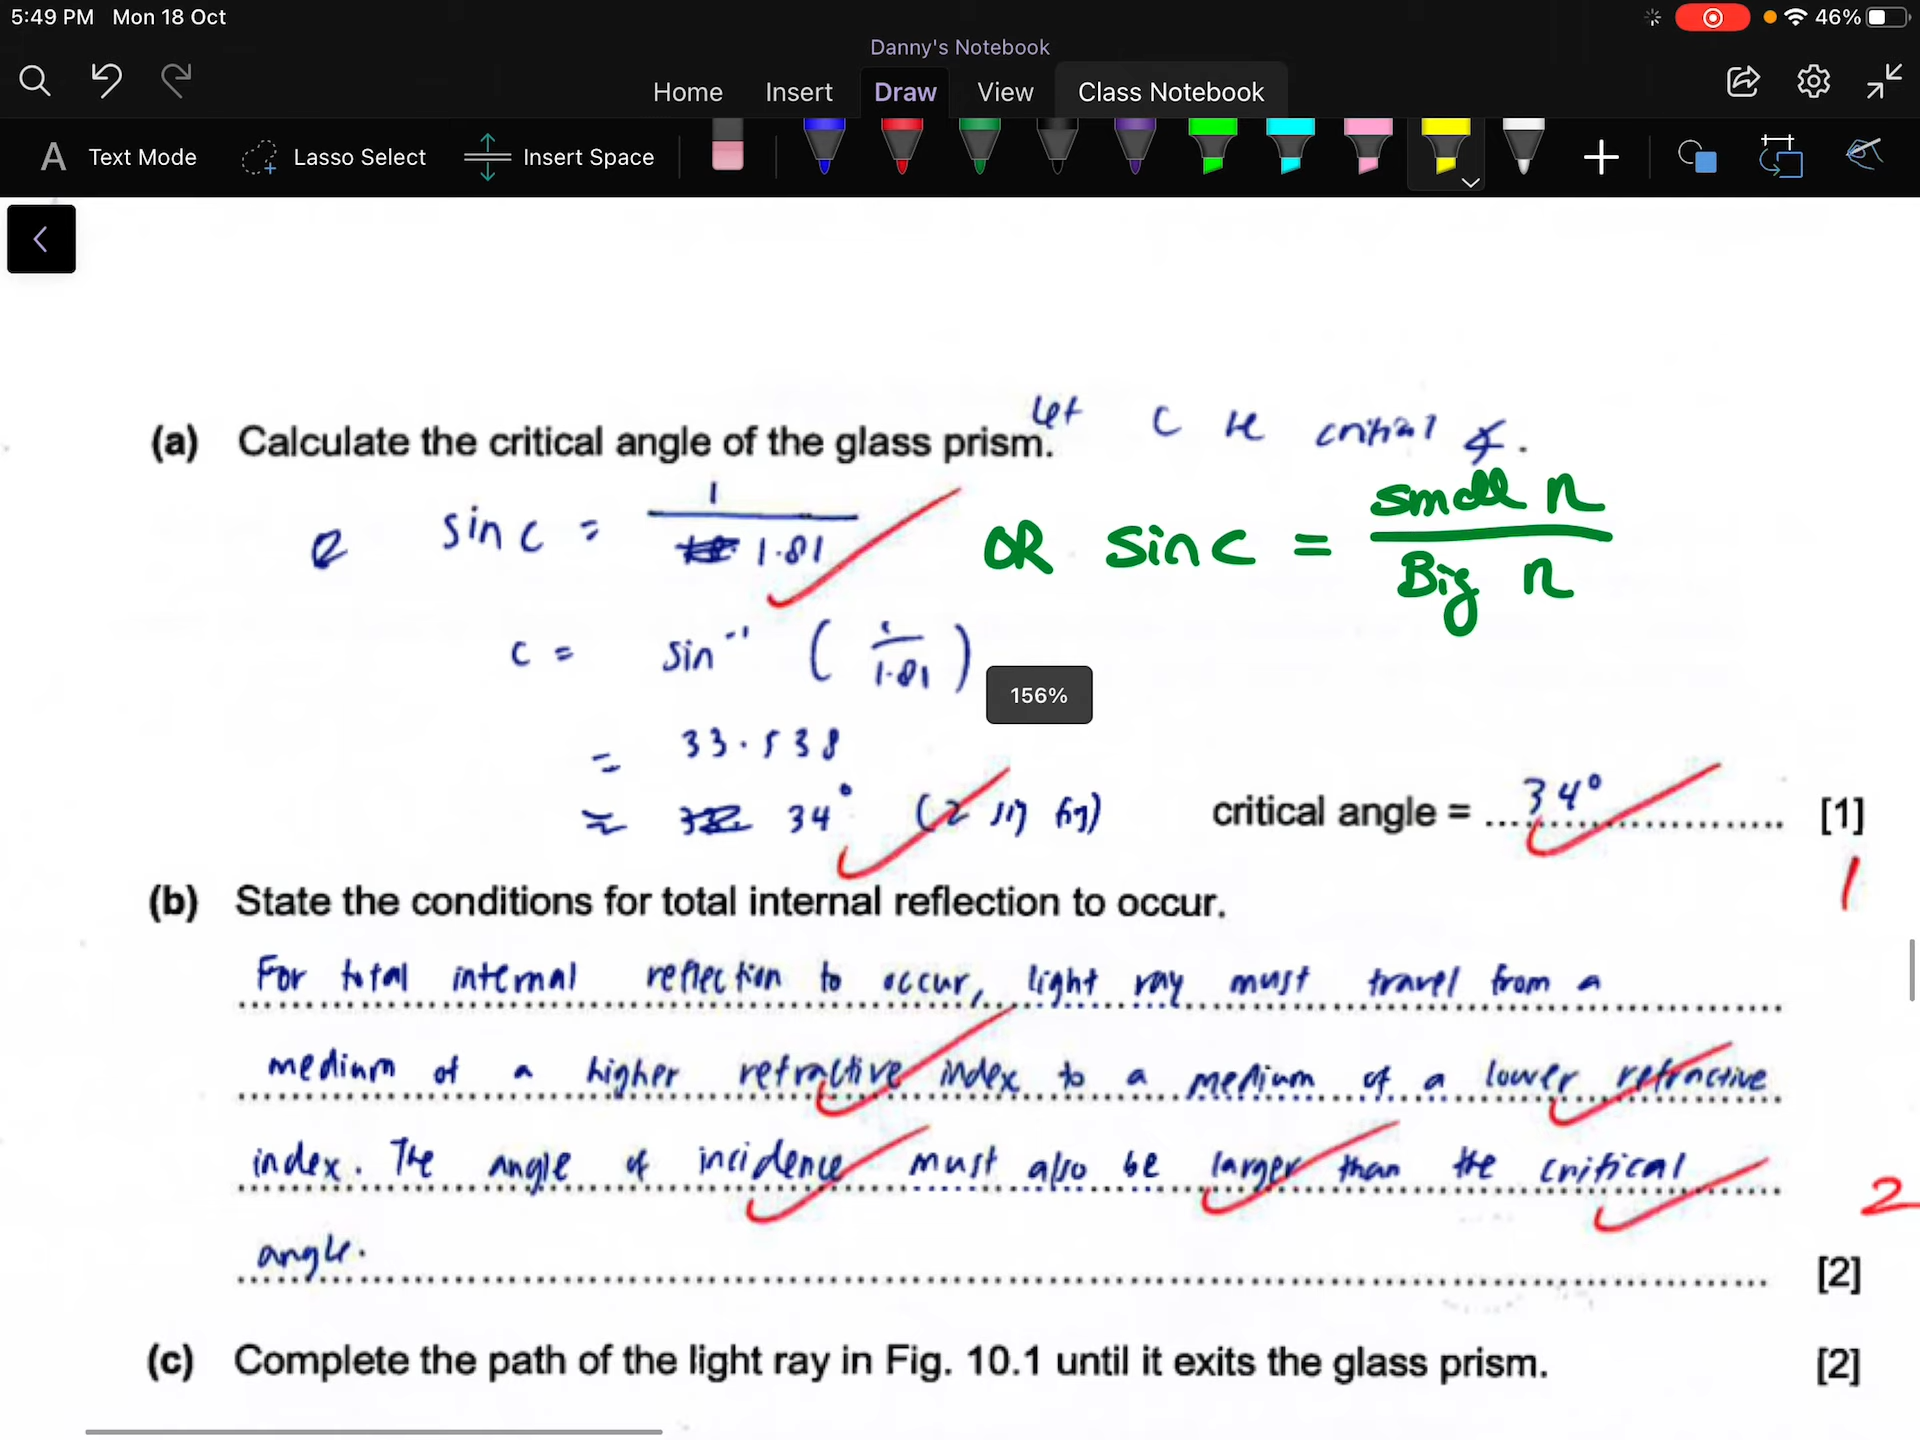 5:49 PM Mon 18 Oct 46%
Danny's Notebook
Home Insert Draw View Class Notebook
A Text Mode Lasso Select Insert Space
Let C be critical ∡.
(a) Calculate the critical angle of the glass prism.
sin c = 1 / 1.81
OR sin c = small n / Big n
c = sin⁻¹ ( 1 / 1.81 )
156%
= 33.538
≈ 34° (2 sig fig)
critical angle = ... 34° ... [1]
1
(b) State the conditions for total internal reflection to occur.
For total internal reflection to occur, light ray must travel from a
medium of a higher refractive index to a medium of a lower refractive
index. The angle of incidence must also be larger than the critical
2
angle. [2]
(c) Complete the path of the light ray in Fig. 10.1 until it exits the glass prism. [2]